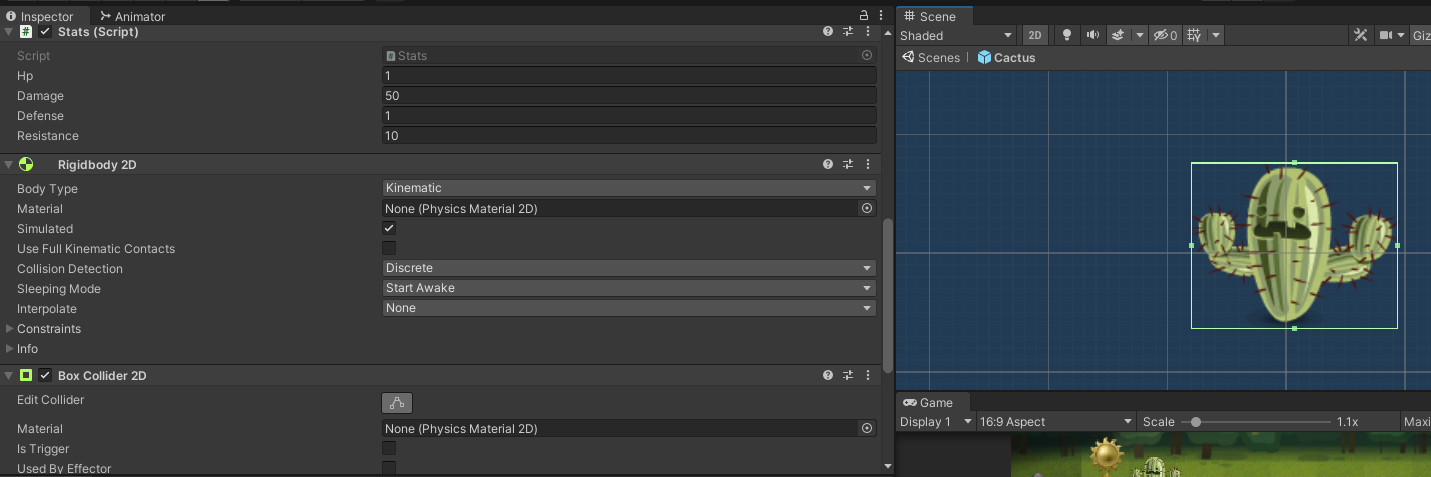 Inspector
Animator
Stats (Script)
Script
Stats
Hp
1
Damage
50
Defense
1
Resistance
10
Rigidbody 2D
Body Type
Kinematic
Material
None (Physics Material 2D)
Simulated
Use Full Kinematic Contacts
Collision Detection
Discrete
Sleeping Mode
Start Awake
Interpolate
None
Constraints
Info
Box Collider 2D
Edit Collider
Material
None (Physics Material 2D)
Is Trigger
Used By Effector
Scene
Shaded
2D
0
Giz
Scenes
Cactus
Game
Display 1
16:9 Aspect
Scale
1.1x
Maxi